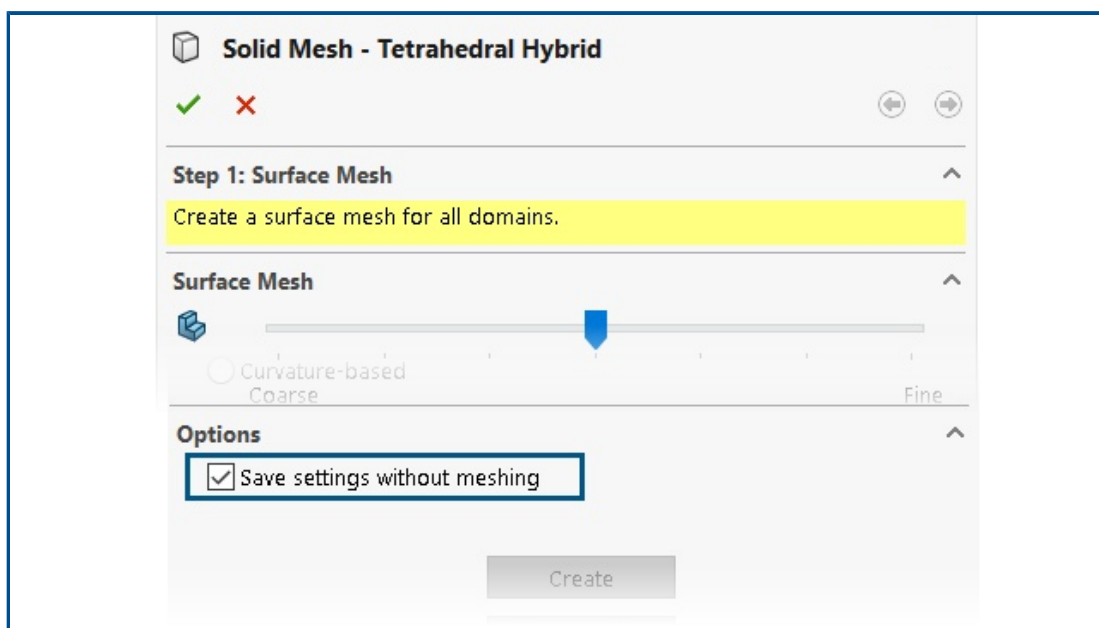 Solid Mesh - Tetrahedral Hybrid
Step 1: Surface Mesh
Create a surface mesh for all domains.
Surface Mesh
Curvature-based
Coarse Fine
Options
Save settings without meshing
Create